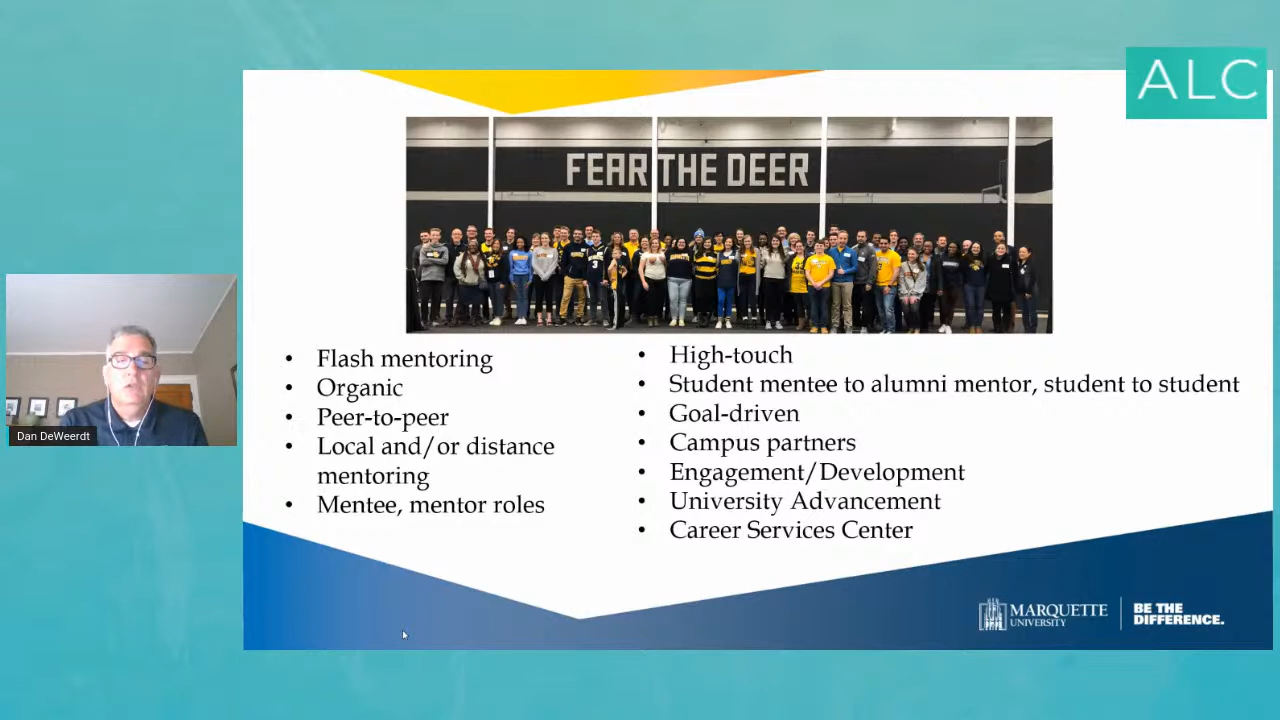 ALC
FEAR THE DEER
Dan DeWeerdt
• Flash mentoring
• Organic
• Peer-to-peer
• Local and/or distance
mentoring
• Mentee, mentor roles
• High-touch
• Student mentee to alumni mentor, student to student
• Goal-driven
• Campus partners
• Engagement/Development
• University Advancement
• Career Services Center
MARQUETTE
UNIVERSITY
BE THE
DIFFERENCE.